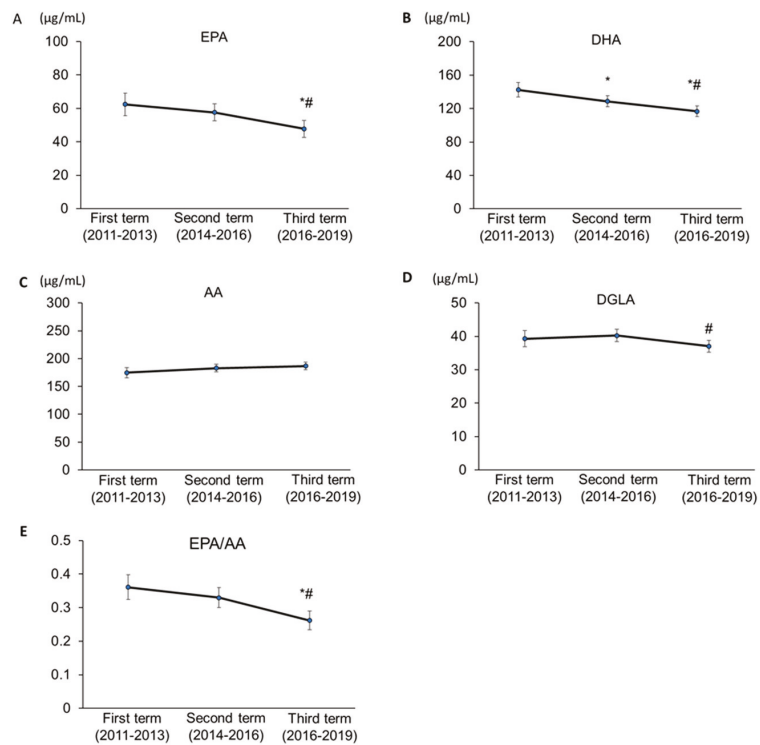 A (µg/mL)
EPA
100
80
60
40
20
0
*#
First term Second term Third term
(2011-2013) (2014-2016) (2016-2019)
B (µg/mL)
DHA
200
160
120
80
40
0
* *#
First term Second term Third term
(2011-2013) (2014-2016) (2016-2019)
C (µg/mL)
AA
300
250
200
150
100
50
0
First term Second term Third term
(2011-2013) (2014-2016) (2016-2019)
D (µg/mL)
DGLA
50
40
30
20
10
0
#
First term Second term Third term
(2011-2013) (2014-2016) (2016-2019)
E
EPA/AA
0.5
0.4
0.3
0.2
0.1
0
*#
First term Second term Third term
(2011-2013) (2014-2016) (2016-2019)